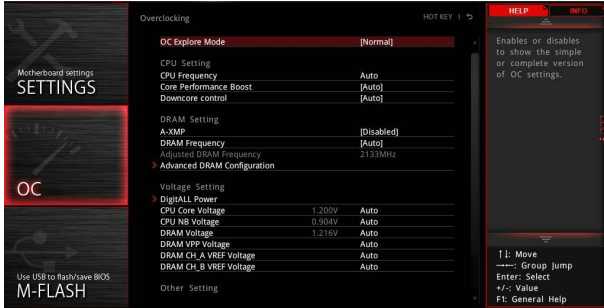 Overclocking
HOT KEY |
HELP
INFO
Motherboard settings
SETTINGS
OC
Use USB to flash/save BIOS
M-FLASH
OC Explore Mode [Normal]
CPU Setting
CPU Frequency Auto
Core Performance Boost [Auto]
Downcore control [Auto]
DRAM Setting
A-XMP [Disabled]
DRAM Frequency [Auto]
Adjusted DRAM Frequency 2133MHz
Advanced DRAM Configuration
Voltage Setting
DigitALL Power
CPU Core Voltage 1.200V Auto
CPU NB Voltage 0.904V Auto
DRAM Voltage 1.216V Auto
DRAM VPP Voltage Auto
DRAM CH_A VREF Voltage Auto
DRAM CH_B VREF Voltage Auto
Other Setting
Enables or disables
to show the simple
or complete version
of OC settings.
↑↓: Move
→←: Group Jump
Enter: Select
+/-: Value
F1: General Help